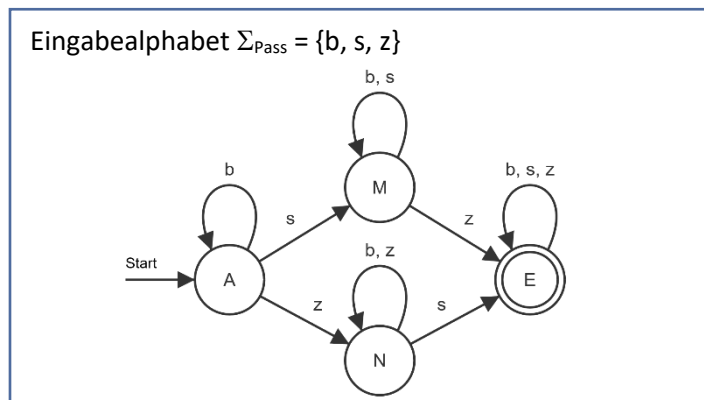 Eingabealphabet Σ_Pass = {b, s, z}
b, s
b
M
b, s, z
s
z
Start
b, z
A
E
z
s
N